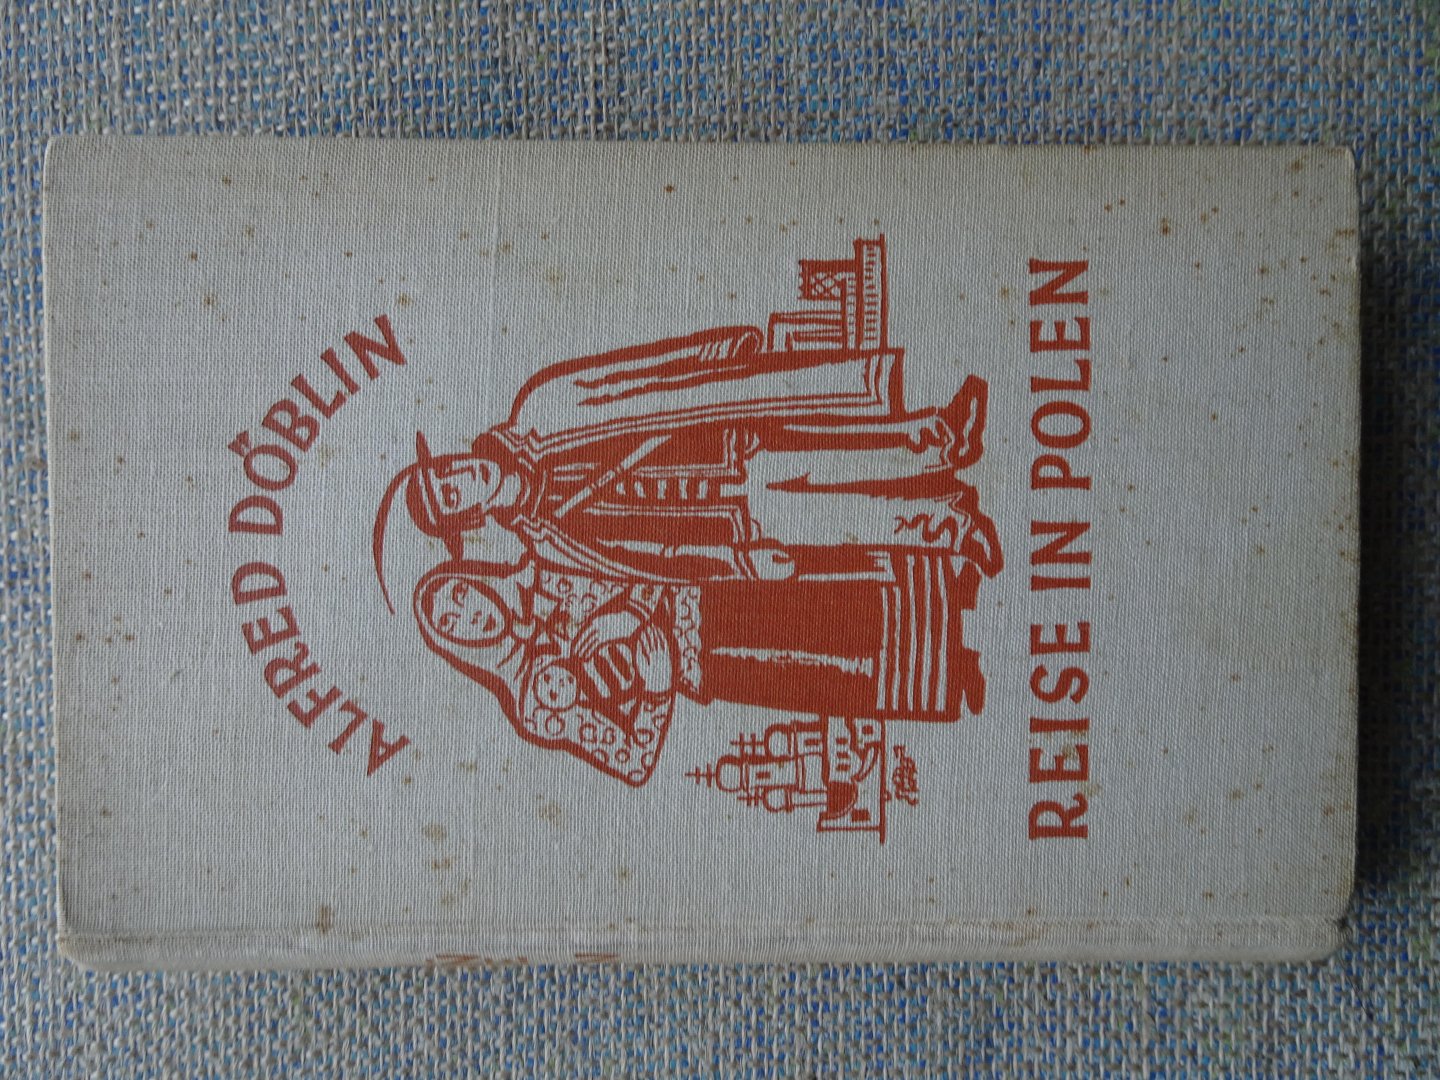 ALFRED DÖBLIN
REISE IN POLEN